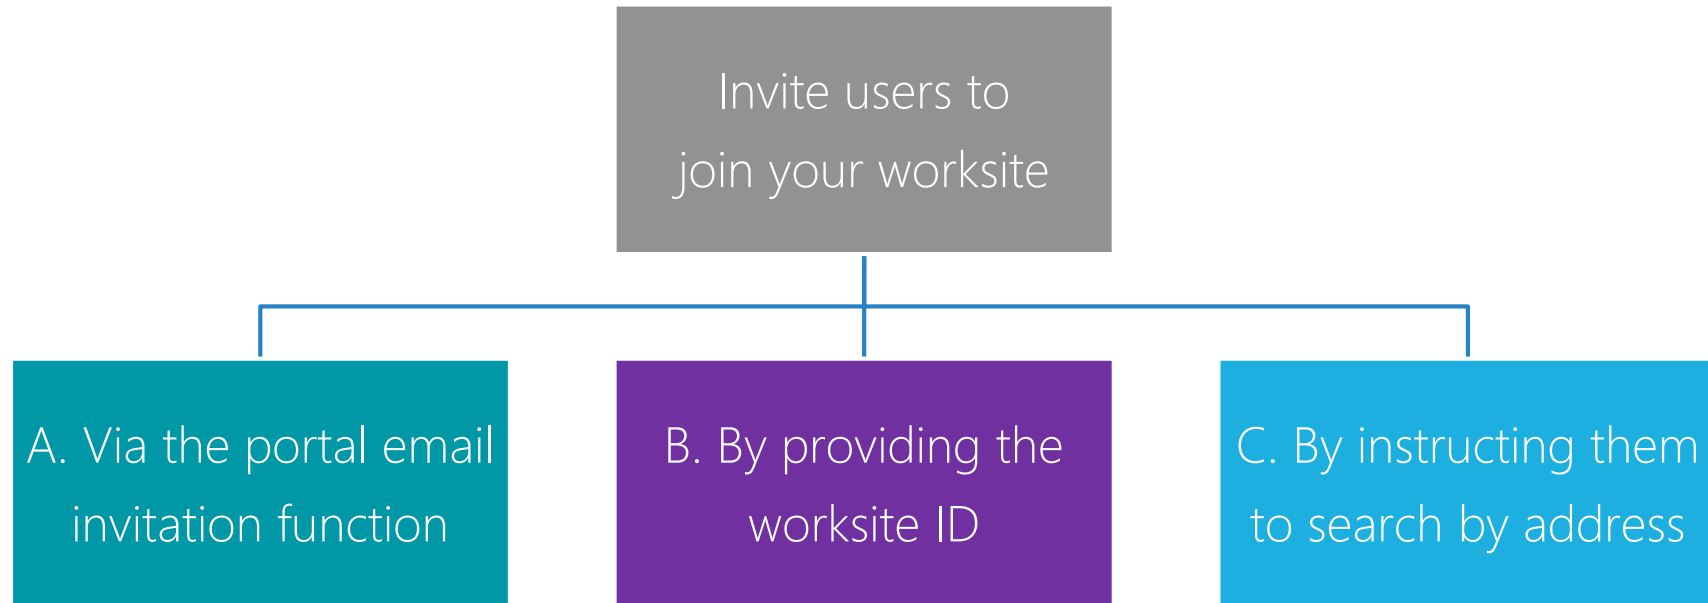 Invite users to
join your worksite
A. Via the portal email
invitation function
B. By providing the
worksite ID
C. By instructing them
to search by address